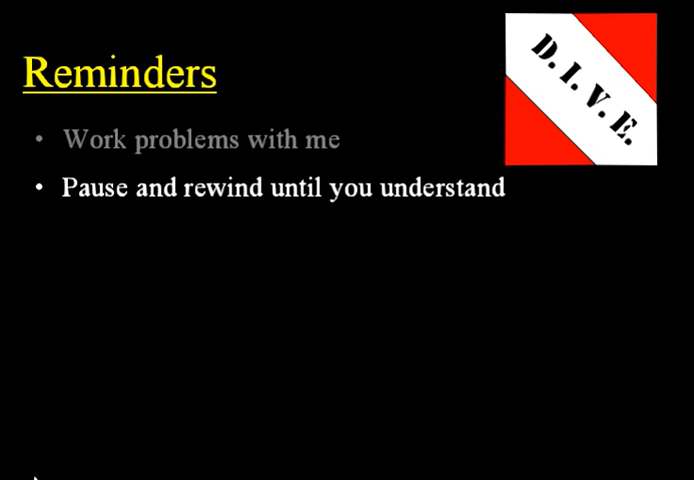 Reminders
D. I. V. E.
• Work problems with me
• Pause and rewind until you understand